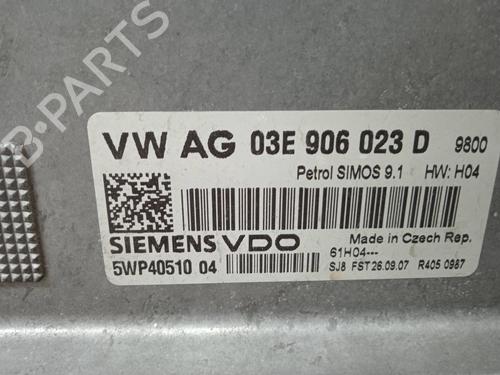 B-PARTS
VW AG 03E 906 023 D 9800
Petrol SIMOS 9.1 HW: H04
SIEMENS VDO
Made in Czech Rep.
5WP40510 04
61H04---
SJ8 FST 26.09.07 R405 0987